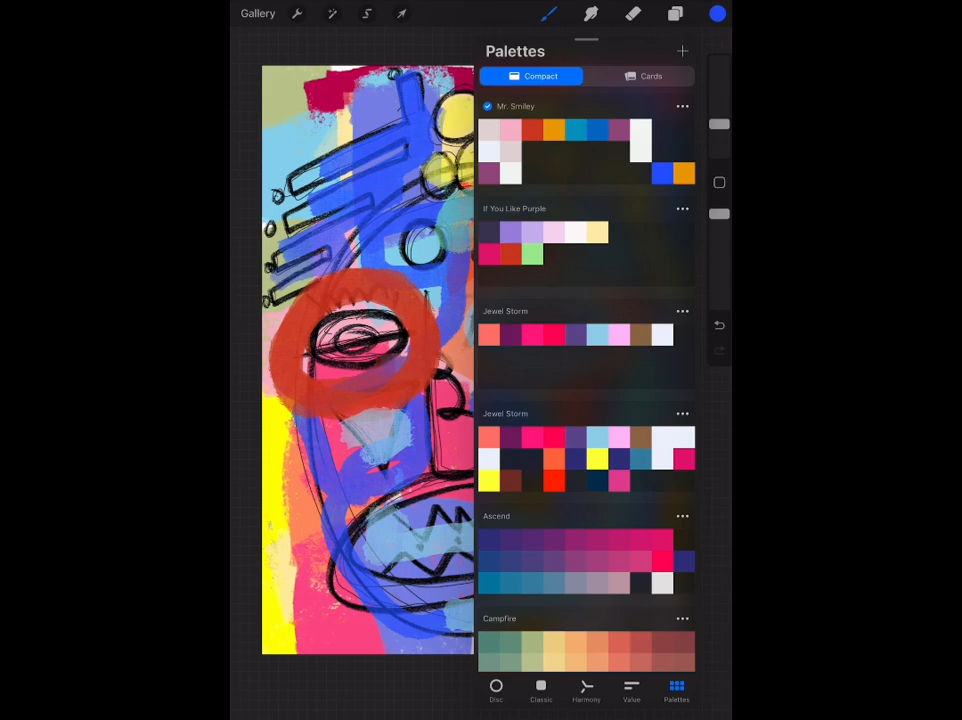 Gallery
Palettes
Compact
Cards
Mr. Smiley
If You Like Purple
Jewel Storm
Jewel Storm
Ascend
Campfire
Disc
Classic
Harmony
Value
Palettes